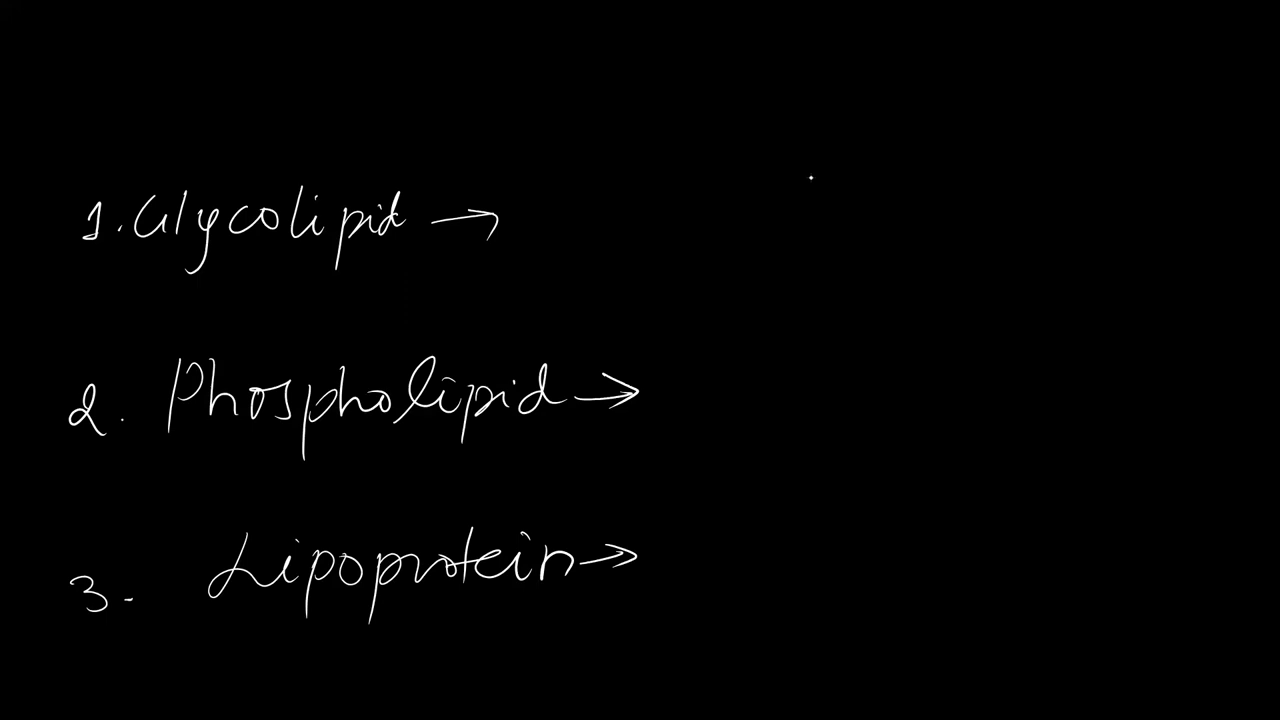 1. Glycolipid →
2. Phospholipid →
3. Lipoprotein →